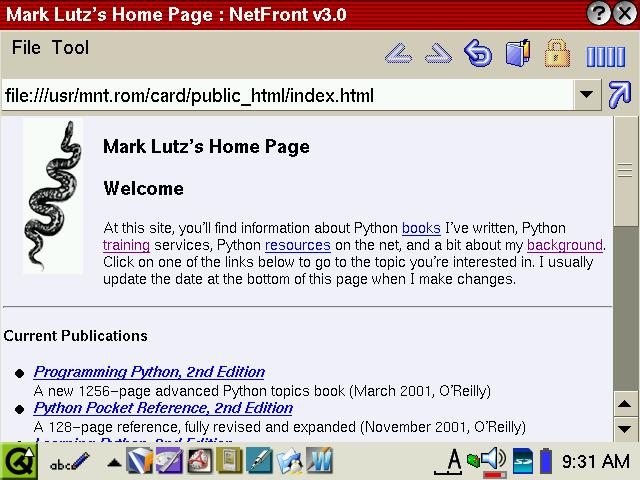 Mark Lutz's Home Page : NetFront v3.0
File Tool
file:///usr/mnt.rom/card/public_html/index.html
Mark Lutz's Home Page
Welcome
At this site, you'll find information about Python books I've written, Python
training services, Python resources on the net, and a bit about my background.
Click on one of the links below to go to the topic you're interested in. I usually
update the date at the bottom of this page when I make changes.
Current Publications
Programming Python, 2nd Edition
A new 1256-page advanced Python topics book (March 2001, O'Reilly)
Python Pocket Reference, 2nd Edition
A 128-page reference, fully revised and expanded (November 2001, O'Reilly)
Learning Python, 2nd Edition
abc A 9:31 AM